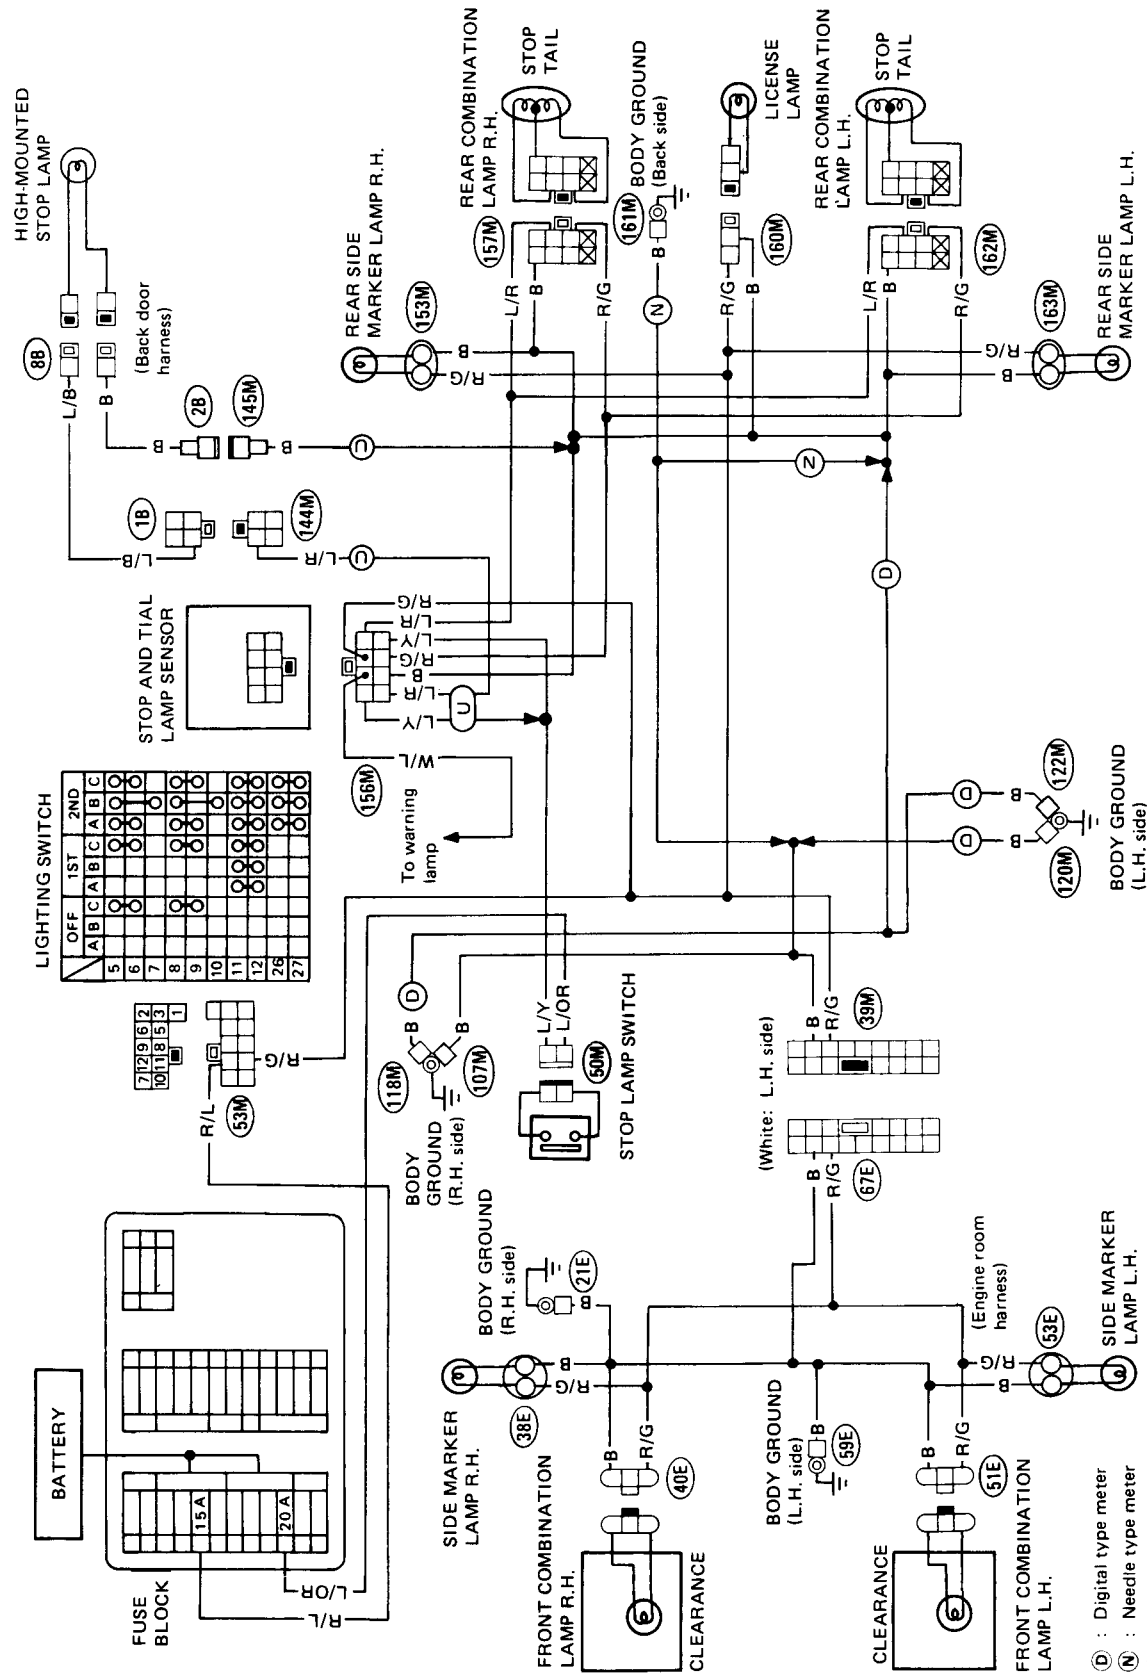 HIGH-MOUNTED
STOP LAMP
8B
L/B
B
(Back door
harness)
2B
145M
B
B
U
1B
144M
L/B
L/R
U
REAR SIDE
MARKER LAMP R.H.
153M
B
R/G
REAR COMBINATION
LAMP R.H.
STOP
TAIL
157M
L/R
B
R/G
BODY GROUND
(Back side)
161M
B
N
LICENSE
LAMP
160M
R/G
B
REAR COMBINATION
LAMP L.H.
STOP
TAIL
162M
L/R
B
R/G
REAR SIDE
MARKER LAMP L.H.
163M
R/G
B
N
D
STOP AND TIAL
LAMP SENSOR
R/G
L/R
L/Y
R/G
B
L/R
L/Y
U
W/L
156M
To warning
lamp
LIGHTING SWITCH
OFF 1ST 2ND
A B C A B C A B C
5
6
7
8
9
10
11
12
26
27
7 12 9 6 2
10 11 8 5 3 1
R/L
53M
R/G
BATTERY
15A
20A
FUSE
BLOCK
R/L
L/OR
BODY
GROUND
(R.H. side)
118M
107M
B
D
B
L/Y
L/OR
50M
STOP LAMP SWITCH
D
D
B
B
122M
120M
BODY GROUND
(L.H. side)
(White: L.H. side)
B
R/G
39M
B
R/G
67E
BODY GROUND
(R.H. side)
21E
B
SIDE MARKER
LAMP R.H.
38E
B
R/G
FRONT COMBINATION
LAMP R.H.
B
R/G
40E
CLEARANCE
BODY GROUND
(L.H. side)
B
59E
(Engine room
harness)
SIDE MARKER
LAMP L.H.
53E
R/G
B
B
R/G
51E
FRONT COMBINATION
LAMP L.H.
CLEARANCE
D : Digital type meter
N : Needle type meter